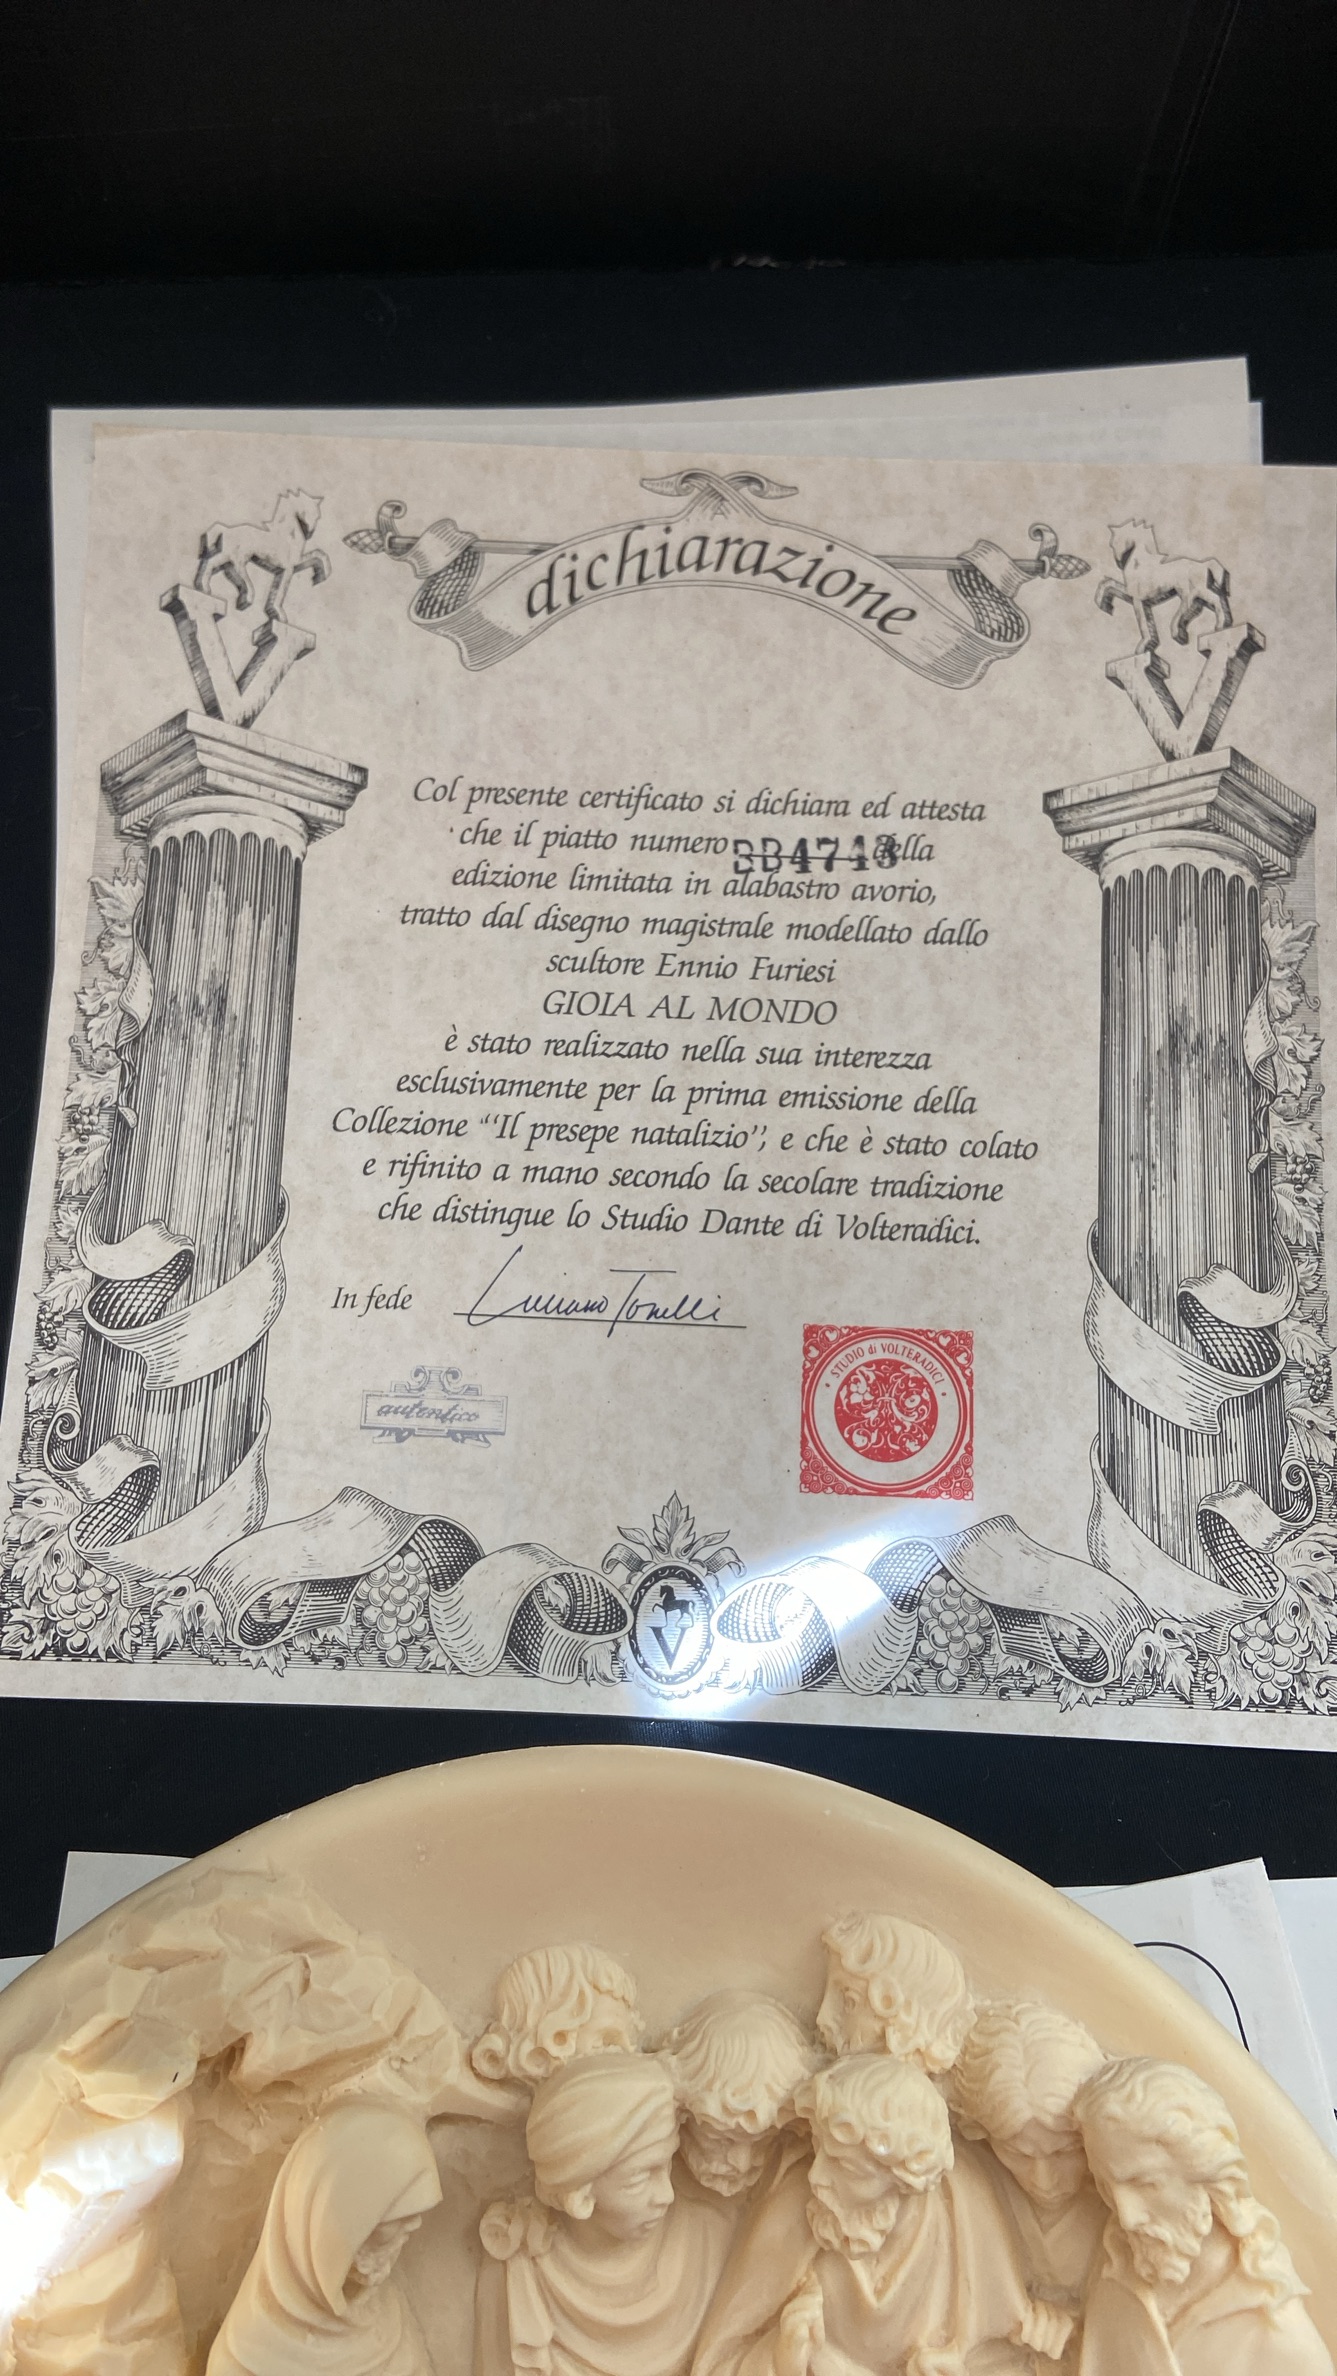 dichiarazione
Col presente certificato si dichiara ed attesta
che il piatto numero BB4748 della
edizione limitata in alabastro avorio,
tratto dal disegno magistrale modellato dallo
scultore Ennio Furiesi
GIOIA AL MONDO
è stato realizzato nella sua interezza
esclusivamente per la prima emissione della
Collezione "‘Il presepe natalizio’’, e che è stato colato
e rifinito a mano secondo la secolare tradizione
che distingue lo Studio Dante di Volteradici.
In fede Luciano Tonelli
autentico
• STUDIO di VOLTERADICI •
V